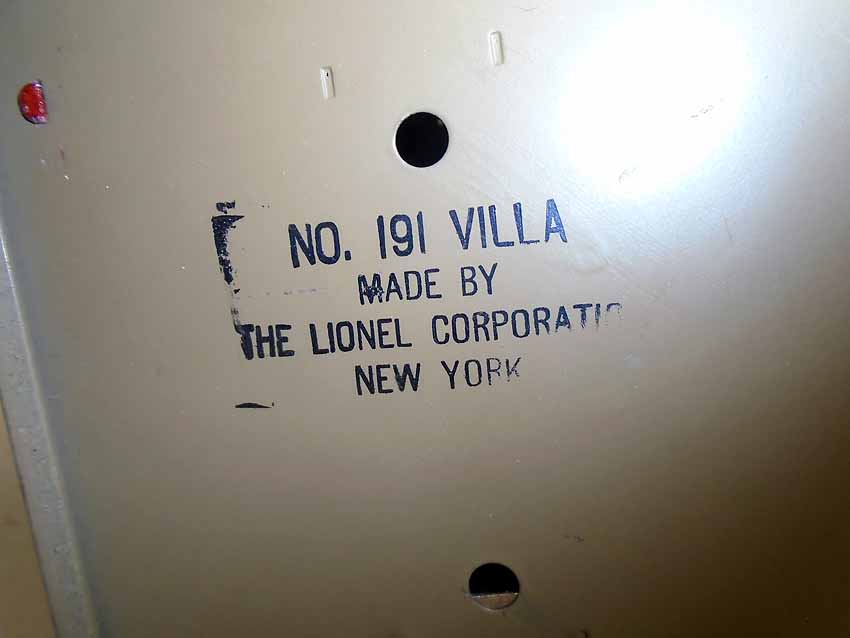 NO. 191 VILLA
MADE BY
THE LIONEL CORPORATIO
NEW YORK